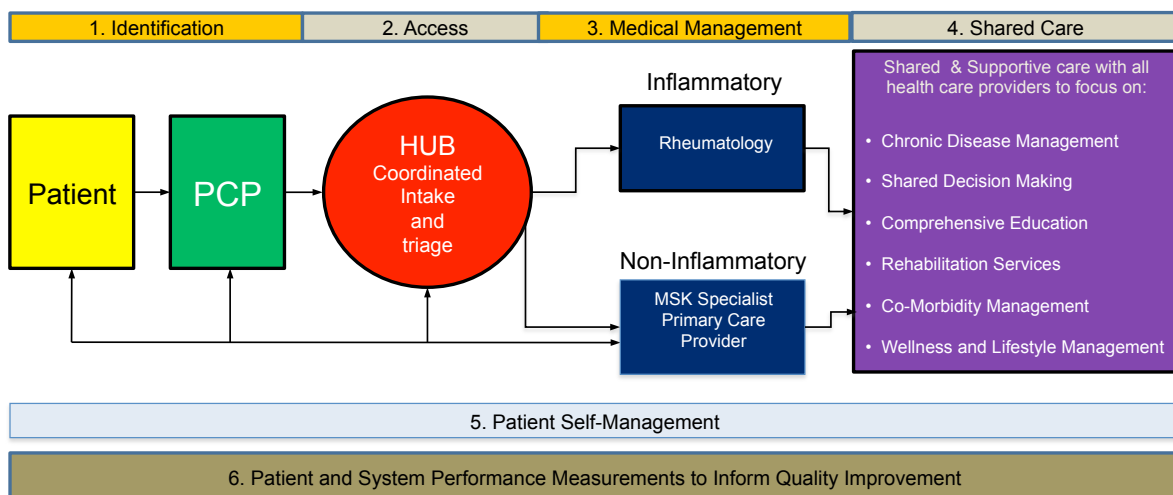 1. Identification
2. Access
3. Medical Management
4. Shared Care
Patient
PCP
HUB
Coordinated
Intake
and
triage
Inflammatory
Rheumatology
Non-Inflammatory
MSK Specialist
Primary Care
Provider
Shared & Supportive care with all
health care providers to focus on:
• Chronic Disease Management
• Shared Decision Making
• Comprehensive Education
• Rehabilitation Services
• Co-Morbidity Management
• Wellness and Lifestyle Management
5. Patient Self-Management
6. Patient and System Performance Measurements to Inform Quality Improvement